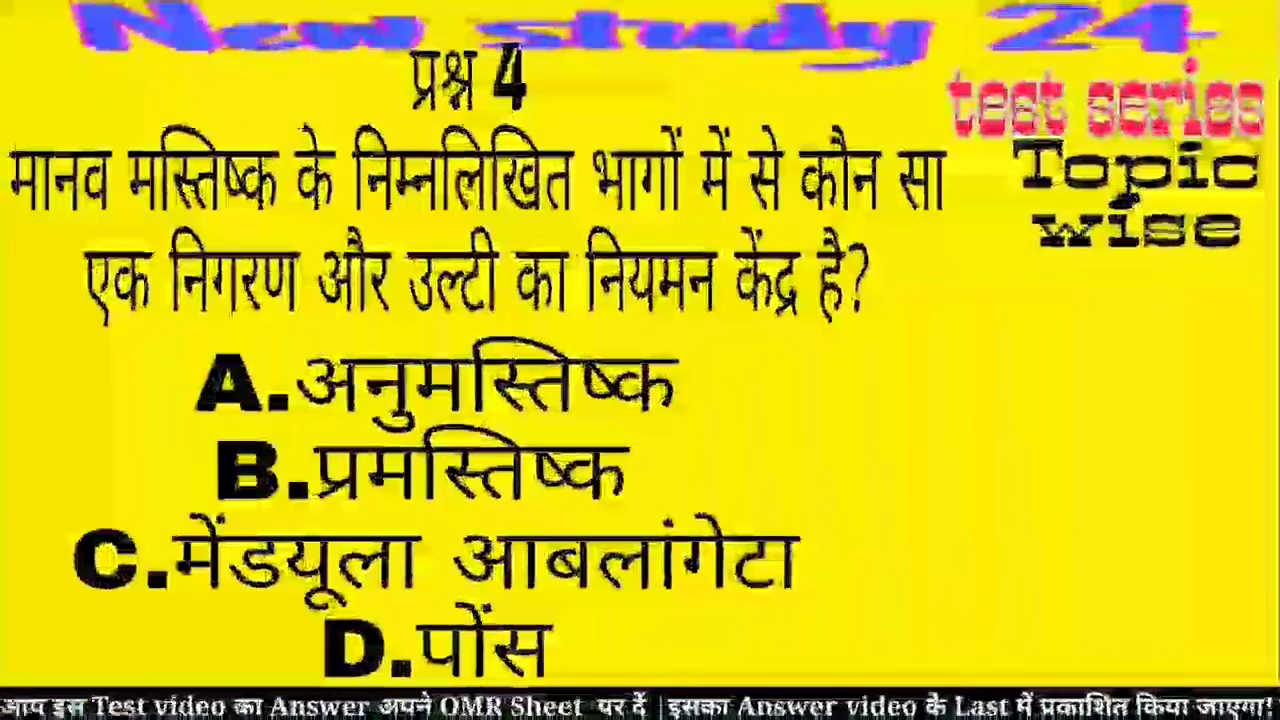 New study 24
test series
Topic
wise
प्रश्न 4
मानव मस्तिष्क के निम्नलिखित भागों में से कौन सा
एक निगरण और उल्टी का नियमन केंद्र है?
A.अनुमस्तिष्क
B.प्रमस्तिष्क
C.मेंडयूला आबलांगेटा
D.पोंस
आप इस Test video का Answer अपने OMR Sheet पर दें |इसका Answer video के Last में प्रकाशित किया जाएगा!